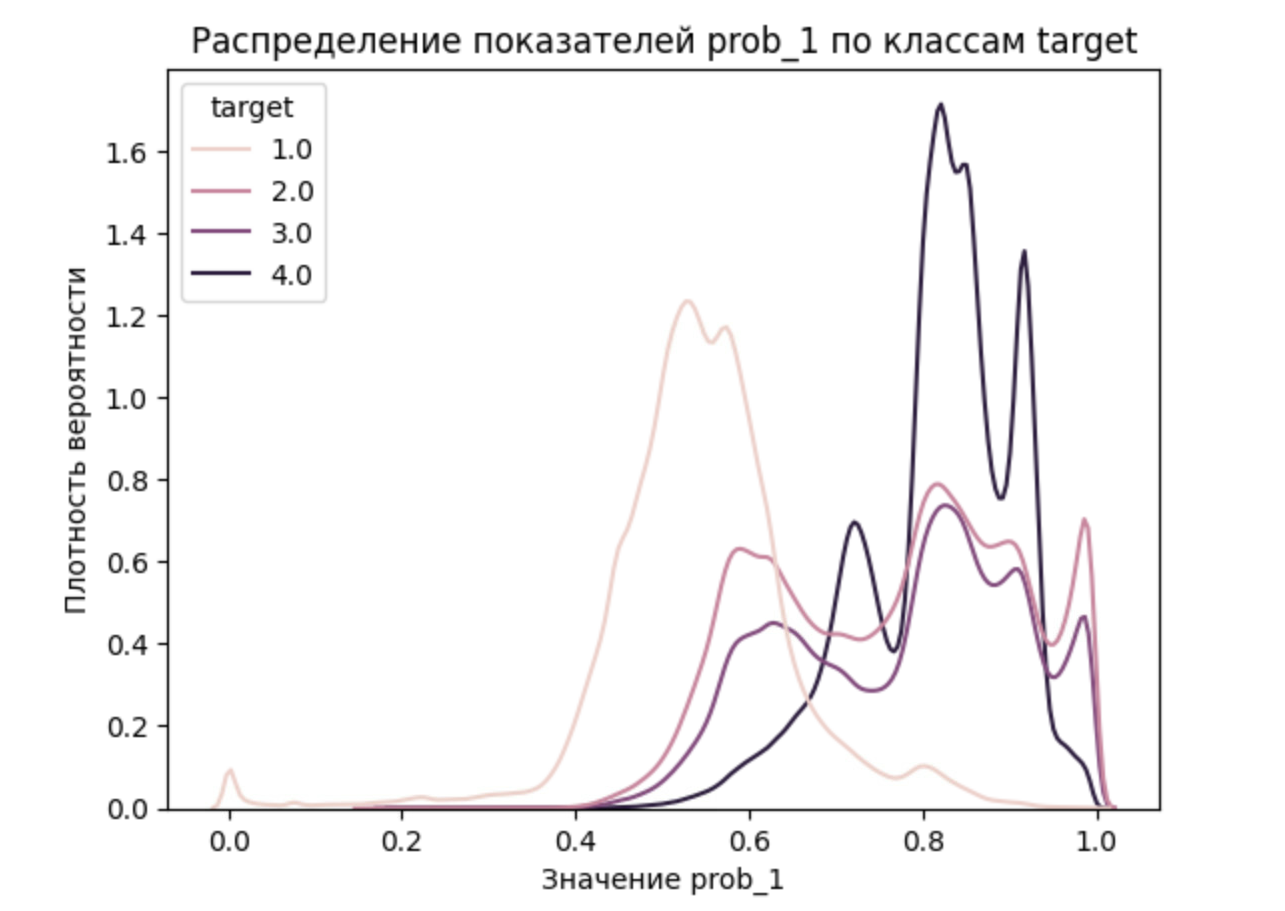 Распределение показателей prob_1 по классам target
target
1.0
2.0
3.0
4.0
Плотность вероятности
1.6
1.4
1.2
1.0
0.8
0.6
0.4
0.2
0.0
0.0 0.2 0.4 0.6 0.8 1.0
Значение prob_1